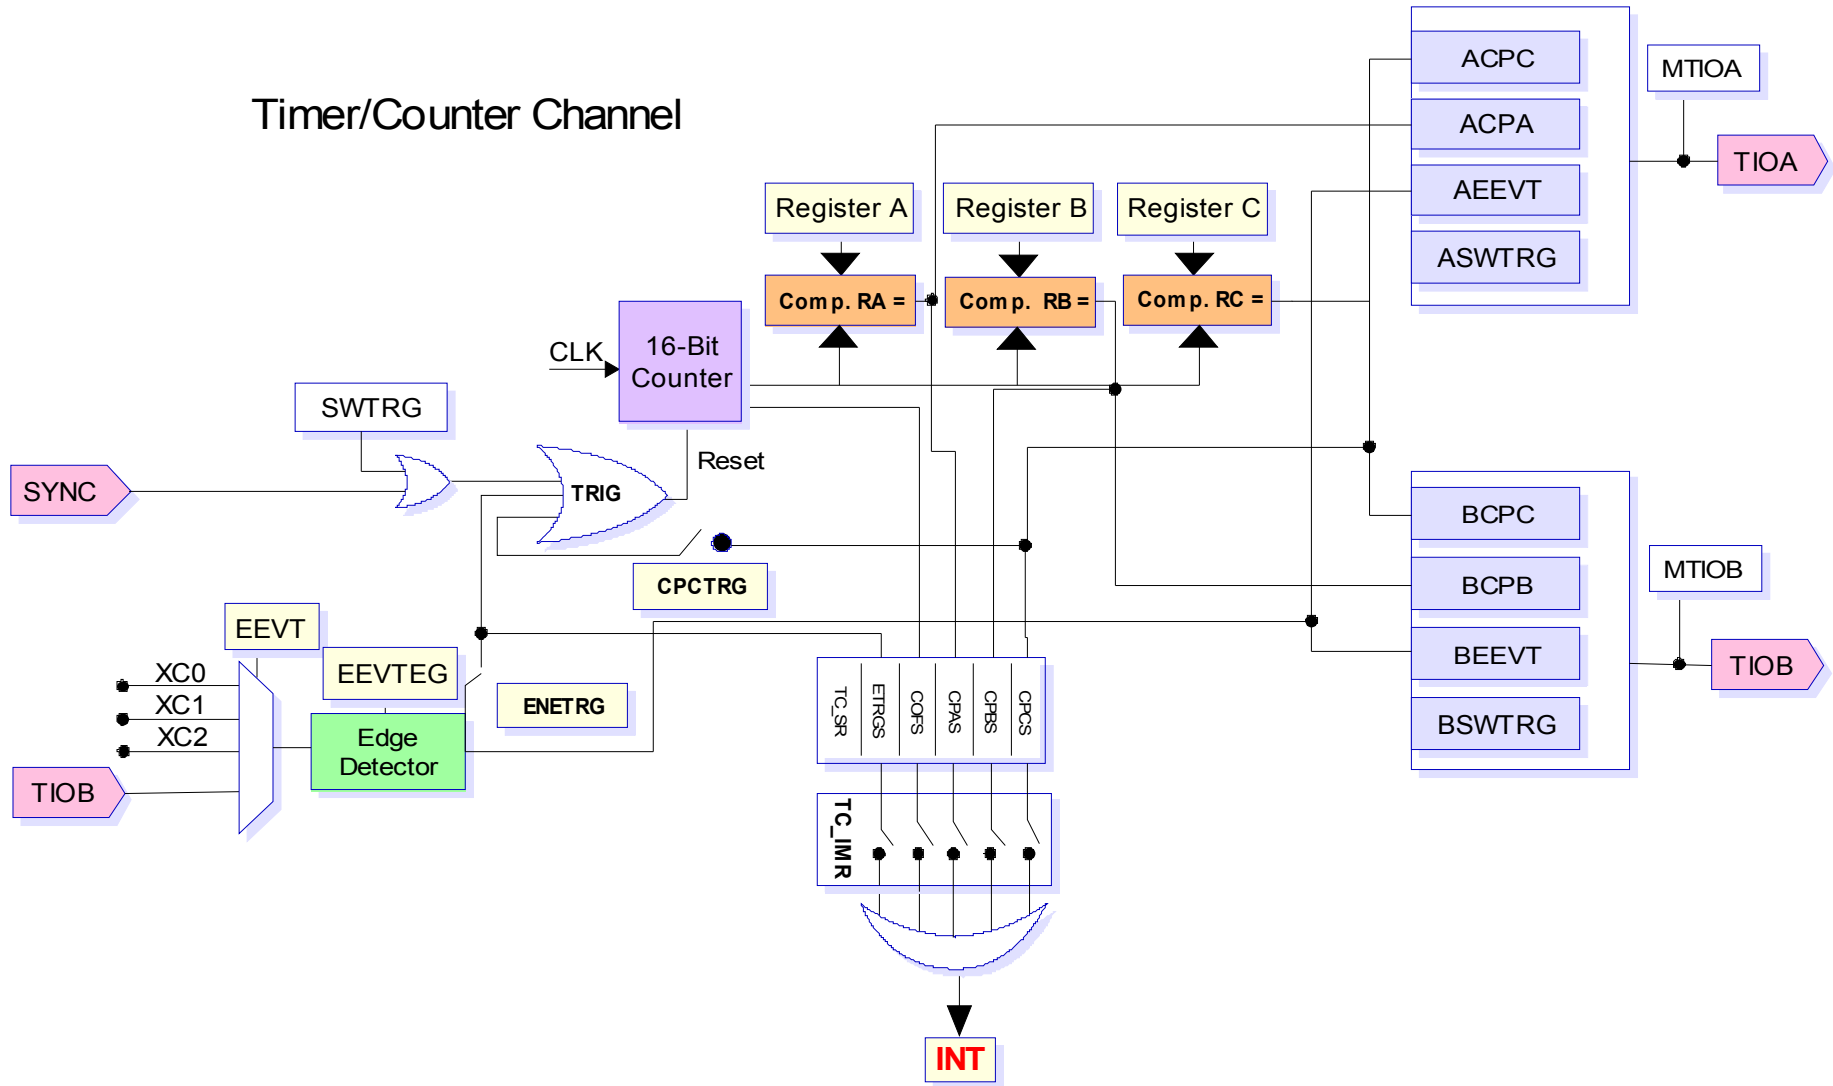 Timer/Counter Channel
ACPC
ACPA
AEEVT
ASWTRG
MTIOA
TIOA
Register A
Register B
Register C
Comp. RA =
Comp. RB =
Comp. RC =
CLK
16-Bit
Counter
SWTRG
Reset
SYNC
TRIG
CPCTRG
BCPC
BCPB
BEEVT
BSWTRG
MTIOB
TIOB
EEVT
XC0
XC1
XC2
TIOB
EEVTEG
ENETRG
Edge
Detector
TC_SR
ETRGS
COFS
CPAS
CPBS
CPCS
TC_IMR
INT